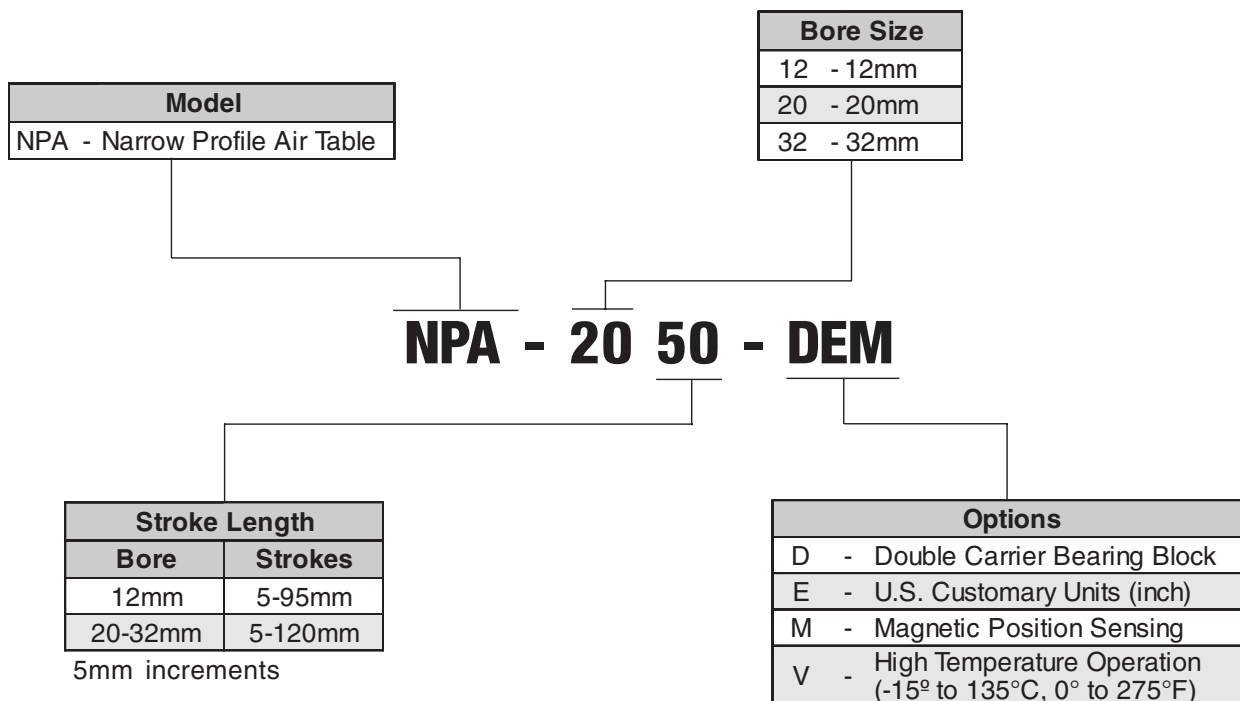 Bore Size
12 - 12mm
20 - 20mm
32 - 32mm
Model
NPA - Narrow Profile Air Table
NPA - 20 50 - DEM
Stroke Length
Bore Strokes
12mm 5-95mm
20-32mm 5-120mm
5mm increments
Options
D - Double Carrier Bearing Block
E - U.S. Customary Units (inch)
M - Magnetic Position Sensing
V - High Temperature Operation
(-15º to 135°C, 0° to 275°F)